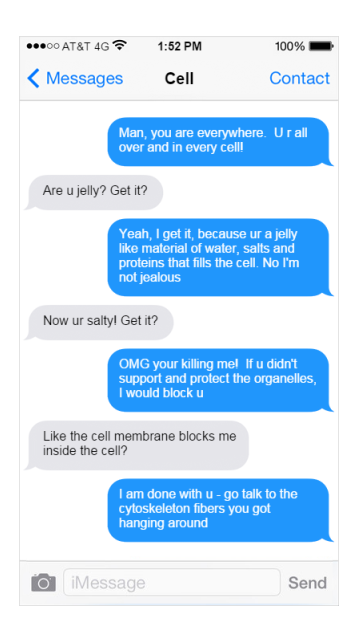 AT&T 4G 1:52 PM 100%
Messages Cell Contact
Man, you are everywhere. U r all
over and in every cell!
Are u jelly? Get it?
Yeah, I get it, because ur a jelly
like material of water, salts and
proteins that fills the cell. No I'm
not jealous
Now ur salty! Get it?
OMG your killing me! If u didn't
support and protect the organelles,
I would block u
Like the cell membrane blocks me
inside the cell?
I am done with u - go talk to the
cytoskeleton fibers you got
hanging around
iMessage Send